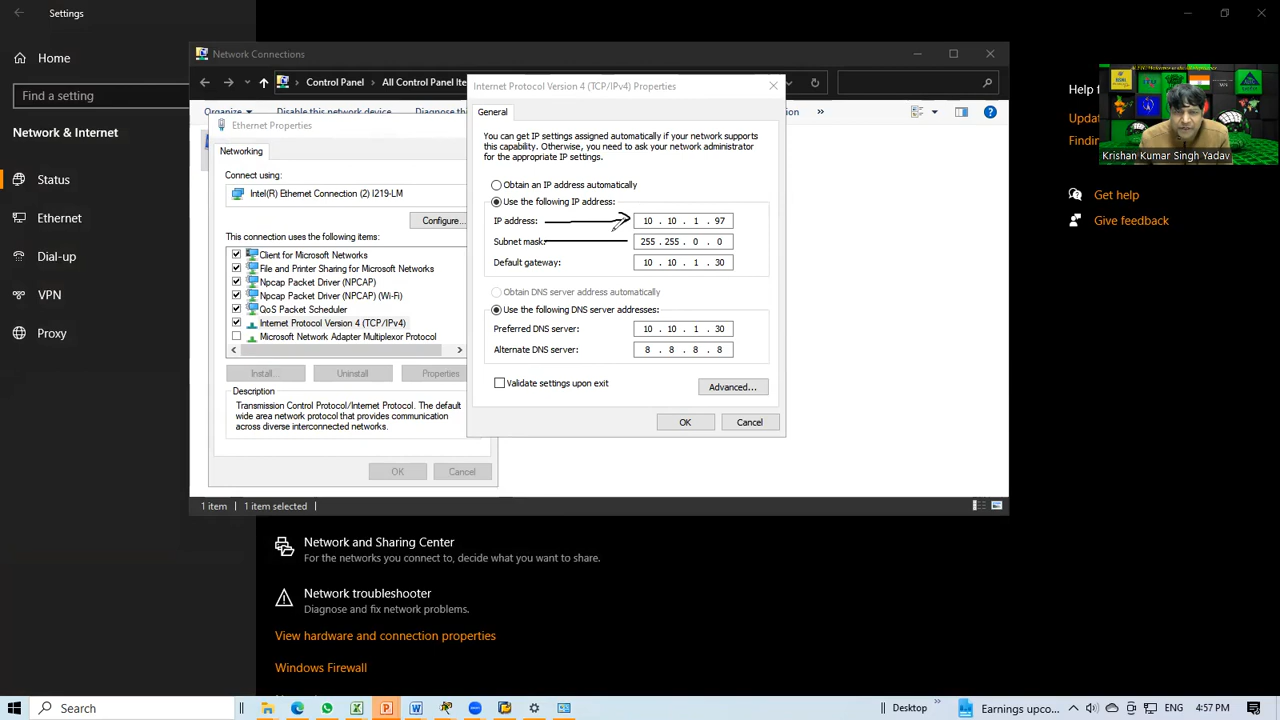 Settings
Home
Find a setting
Network & Internet
Status
Ethernet
Dial-up
VPN
Proxy
Network Connections
Control Panel
All Control Panel Ite
Organize
Disable this network device
Diagnose th
ion
»
Ethernet Properties
Networking
Connect using:
Intel(R) Ethernet Connection (2) I219-LM
Configure...
This connection uses the following items:
Client for Microsoft Networks
File and Printer Sharing for Microsoft Networks
Npcap Packet Driver (NPCAP)
Npcap Packet Driver (NPCAP) (Wi-Fi)
QoS Packet Scheduler
Internet Protocol Version 4 (TCP/IPv4)
Microsoft Network Adapter Multiplexor Protocol
Install...
Uninstall
Properties
Description
Transmission Control Protocol/Internet Protocol. The default
wide area network protocol that provides communication
across diverse interconnected networks.
OK
Cancel
Internet Protocol Version 4 (TCP/IPv4) Properties
General
You can get IP settings assigned automatically if your network supports
this capability. Otherwise, you need to ask your network administrator
for the appropriate IP settings.
Obtain an IP address automatically
Use the following IP address:
IP address: 10 . 10 . 1 . 97
Subnet mask: 255 . 255 . 0 . 0
Default gateway: 10 . 10 . 1 . 30
Obtain DNS server address automatically
Use the following DNS server addresses:
Preferred DNS server: 10 . 10 . 1 . 30
Alternate DNS server: 8 . 8 . 8 . 8
Validate settings upon exit
Advanced...
OK
Cancel
1 item
1 item selected
Network and Sharing Center
For the networks you connect to, decide what you want to share.
Network troubleshooter
Diagnose and fix network problems.
View hardware and connection properties
Windows Firewall
Help f
Updat
Findin
Krishan Kumar Singh Yadav
Get help
Give feedback
Search
Desktop
»
Earnings upco...
ENG
4:57 PM